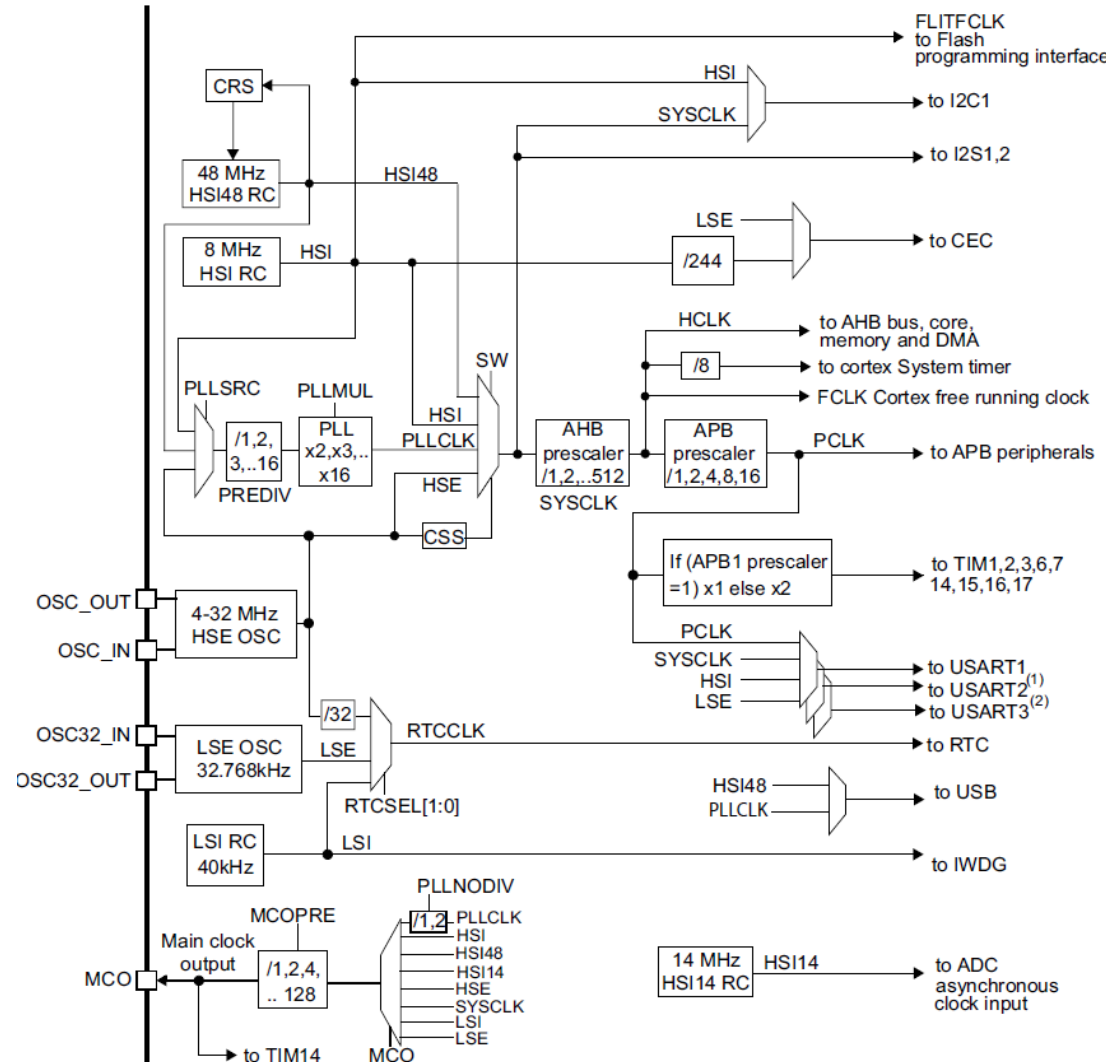 FLITFCLK
to Flash
programming interface
HSI
to I2C1
SYSCLK
CRS
to I2S1,2
48 MHz
HSI48 RC
HSI48
LSE
to CEC
8 MHz
HSI RC
HSI
/244
HCLK
to AHB bus, core,
memory and DMA
SW
/8
to cortex System timer
PLLSRC
PLLMUL
HSI
FCLK Cortex free running clock
/1,2,
3,..16
PREDIV
PLL
x2,x3,..
x16
PLLCLK
HSE
AHB
prescaler
/1,2,..512
SYSCLK
APB
prescaler
/1,2,4,8,16
PCLK
to APB peripherals
CSS
If (APB1 prescaler
=1) x1 else x2
to TIM1,2,3,6,7
14,15,16,17
OSC_OUT
OSC_IN
4-32 MHz
HSE OSC
PCLK
SYSCLK
HSI
LSE
to USART1
to USART2(1)
to USART3(2)
/32
OSC32_IN
OSC32_OUT
LSE OSC
32.768kHz
LSE
RTCCLK
to RTC
RTCSEL[1:0]
HSI48
PLLCLK
to USB
LSI RC
40kHz
LSI
to IWDG
PLLNODIV
MCOPRE
/1,2
PLLCLK
HSI
HSI48
HSI14
HSE
SYSCLK
LSI
LSE
Main clock
output
MCO
/1,2,4,
.. 128
14 MHz
HSI14 RC
HSI14
to ADC
asynchronous
clock input
to TIM14
MCO